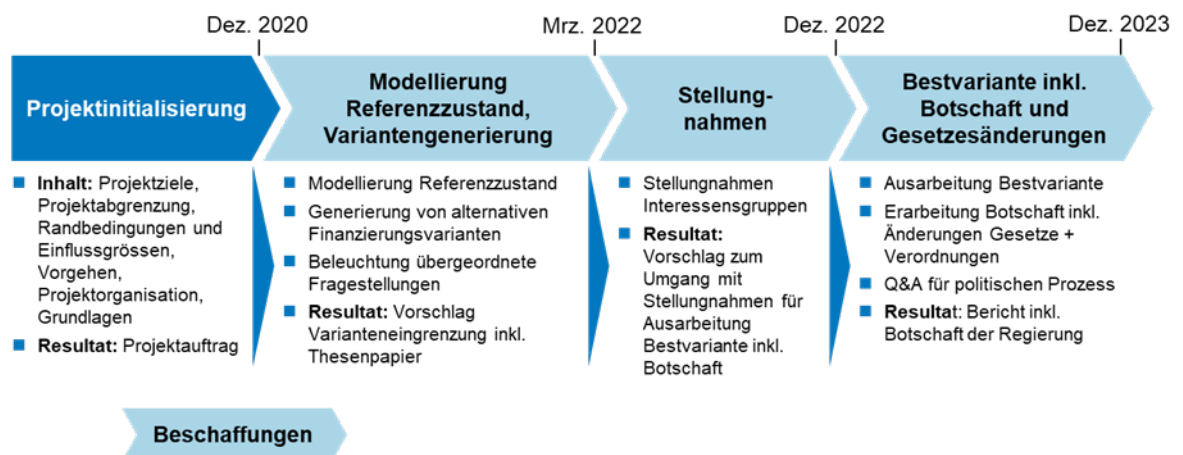 Dez. 2020
Mrz. 2022
Dez. 2022
Dez. 2023
Projektinitialisierung
Modellierung
Referenzzustand,
Variantengenerierung
Stellung-
nahmen
Bestvariante inkl.
Botschaft und
Gesetzesänderungen
Inhalt: Projektziele,
Projektabgrenzung,
Randbedingungen und
Einflussgrössen,
Vorgehen,
Projektorganisation,
Grundlagen
Resultat: Projektauftrag
Modellierung Referenzzustand
Generierung von alternativen
Finanzierungsvarianten
Beleuchtung übergeordnete
Fragestellungen
Resultat: Vorschlag
Varianteneingrenzung inkl.
Thesenpapier
Stellungnahmen
Interessensgruppen
Resultat:
Vorschlag zum
Umgang mit
Stellungnahmen für
Ausarbeitung
Bestvariante inkl.
Botschaft
Ausarbeitung Bestvariante
Erarbeitung Botschaft inkl.
Änderungen Gesetze +
Verordnungen
Q&A für politischen Prozess
Resultat: Bericht inkl.
Botschaft der Regierung
Beschaffungen